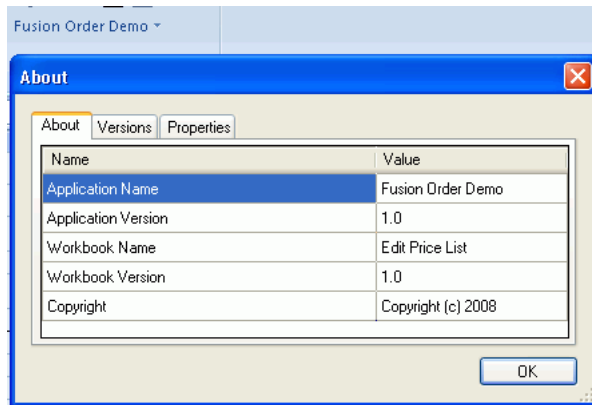 Fusion Order Demo
About
About Versions Properties
Name Value
Application Name Fusion Order Demo
Application Version 1.0
Workbook Name Edit Price List
Workbook Version 1.0
Copyright Copyright (c) 2008
OK